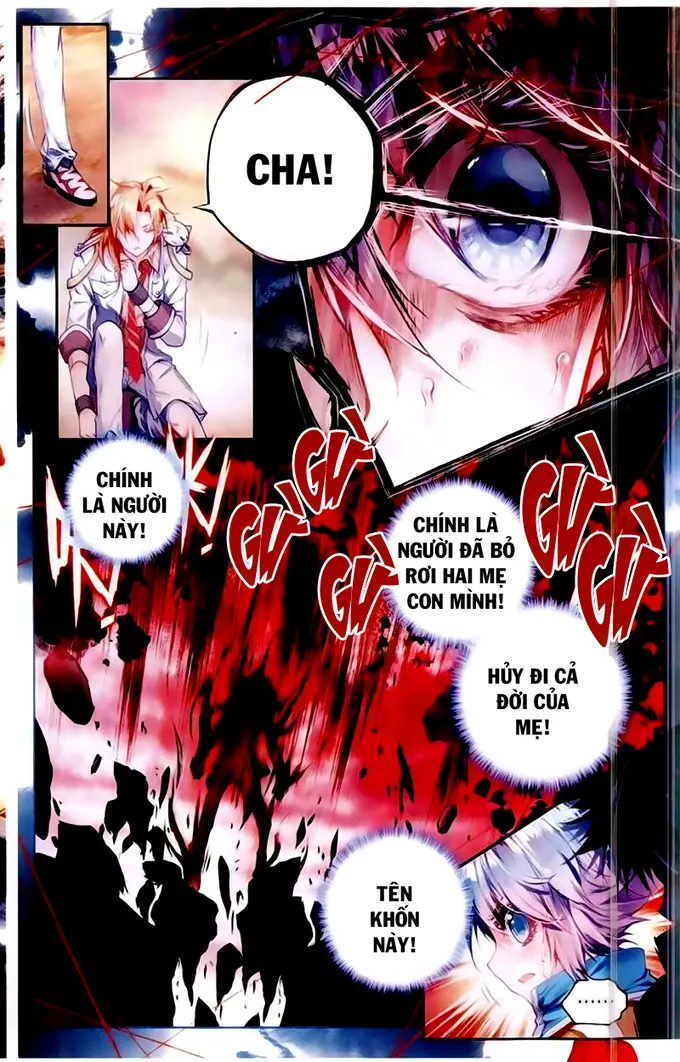 CHA!
CHÍNH
LÀ NGƯỜI
NÀY!
GỪ
GỪ
GỪ
GỪ
GỪ
CHÍNH LÀ
NGƯỜI ĐÃ BỎ
RƠI HAI MẸ
CON MÌNH!
HỦY ĐI CẢ
ĐỜI CỦA
MẸ!
TÊN
KHỐN
NÀY!
......